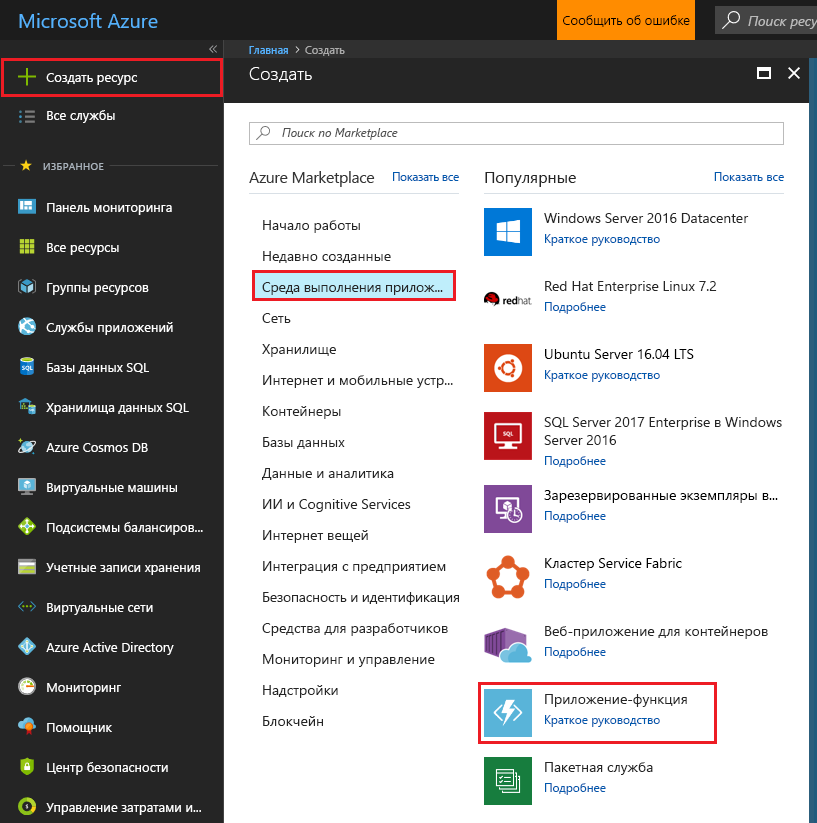 Microsoft Azure
Сообщить об ошибке
Поиск ресу
Создать ресурс
Все службы
ИЗБРАННОЕ
Панель мониторинга
Все ресурсы
Группы ресурсов
Службы приложений
Базы данных SQL
Хранилища данных SQL
Azure Cosmos DB
Виртуальные машины
Подсистемы балансиров...
Учетные записи хранения
Виртуальные сети
Azure Active Directory
Мониторинг
Помощник
Центр безопасности
Управление затратами и...
Главная > Создать
Создать
Поиск по Marketplace
Azure Marketplace Показать все
Начало работы
Недавно созданные
Среда выполнения прилож...
Сеть
Хранилище
Интернет и мобильные устр...
Контейнеры
Базы данных
Данные и аналитика
ИИ и Cognitive Services
Интернет вещей
Интеграция с предприятием
Безопасность и идентификация
Средства для разработчиков
Мониторинг и управление
Надстройки
Блокчейн
Популярные Показать все
Windows Server 2016 Datacenter
Краткое руководство
redhat
Red Hat Enterprise Linux 7.2
Подробнее
Ubuntu Server 16.04 LTS
Краткое руководство
SQL
SQL Server 2017 Enterprise в Windows
Server 2016
Подробнее
Зарезервированные экземпляры в...
Подробнее
Кластер Service Fabric
Подробнее
Веб-приложение для контейнеров
Подробнее
Приложение-функция
Краткое руководство
Пакетная служба
Подробнее